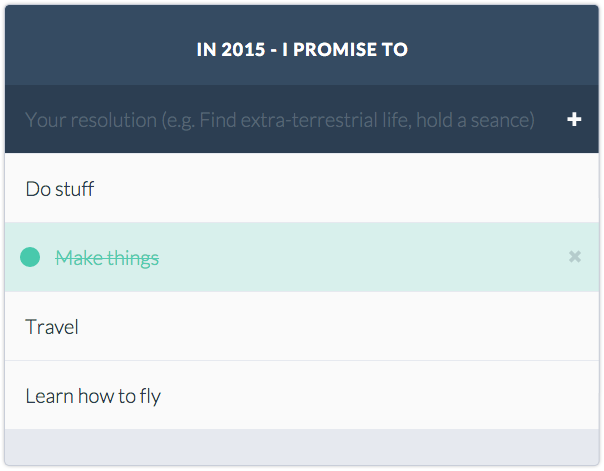 IN 2015 - I PROMISE TO
Your resolution (e.g. Find extra-terrestrial life, hold a seance)
Do stuff
Make things
Travel
Learn how to fly